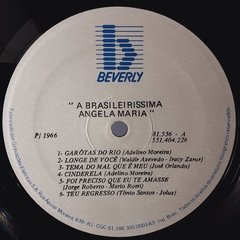 BEVERLY
"A BRASILEIRISSIMA
ANGELA MARIA"
P) 1966
81.556 - A
551,404,226
1- GARÔTAS DO RIO (Adelino Moreira)
2- LONGE DE VOCÊ (Waldir Azevedo - Iracy Zarur)
3- TEMA DO MAL QUE É MEU (José Orlando)
4- CINDERELA (Adelino Moreira)
5- FOI PRECISO QUE EU TE AMASSE
(Jorge Roberto - Mario Rossi)
6- TEU REGRESSO (Tônio Santos - Jolux)